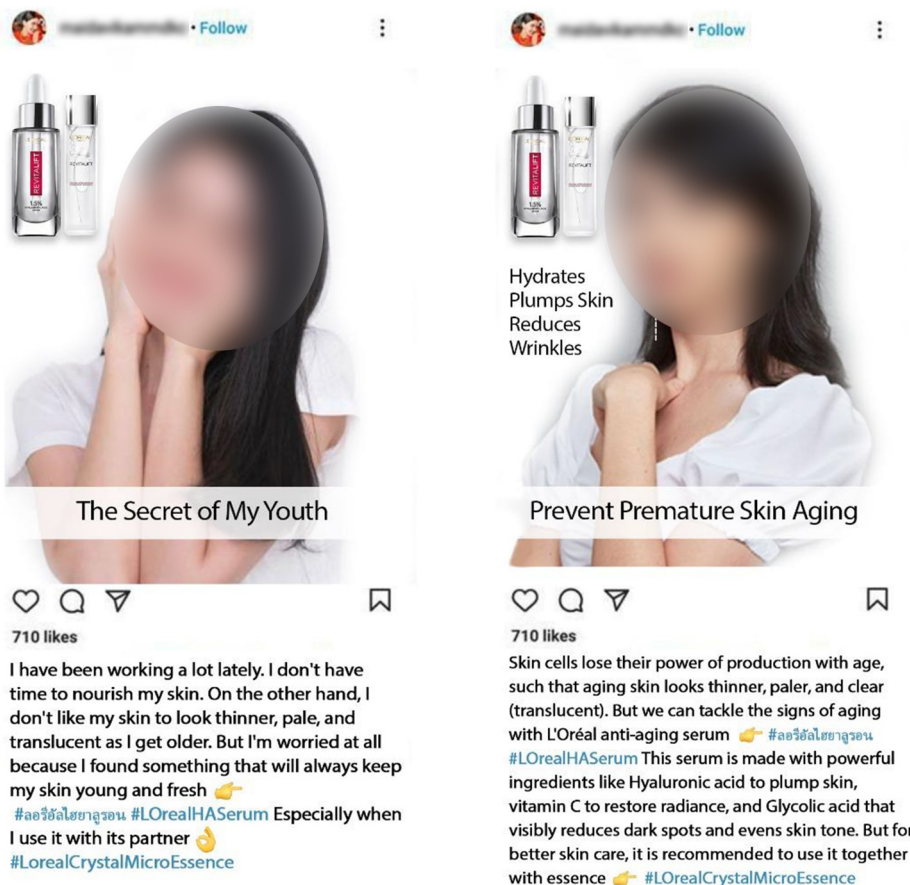 • Follow
REVITALIFT
1.5%
REVITALIFT
The Secret of My Youth
710 likes
I have been working a lot lately. I don't have
time to nourish my skin. On the other hand, I
don't like my skin to look thinner, pale, and
translucent as I get older. But I'm worried at all
because I found something that will always keep
my skin young and fresh 👉
#ลอรีอัลไฮยาลูรอน #LOrealHASerum Especially when
I use it with its partner 👌
#LorealCrystalMicroEssence
• Follow
REVITALIFT
1.5%
REVITALIFT
Hydrates
Plumps Skin
Reduces
Wrinkles
Prevent Premature Skin Aging
710 likes
Skin cells lose their power of production with age,
such that aging skin looks thinner, paler, and clear
(translucent). But we can tackle the signs of aging
with L'Oréal anti-aging serum 👉 #ลอรีอัลไฮยาลูรอน
#LOrealHASerum This serum is made with powerful
ingredients like Hyaluronic acid to plump skin,
vitamin C to restore radiance, and Glycolic acid that
visibly reduces dark spots and evens skin tone. But for
better skin care, it is recommended to use it together
with essence 👉 #LOrealCrystalMicroEssence